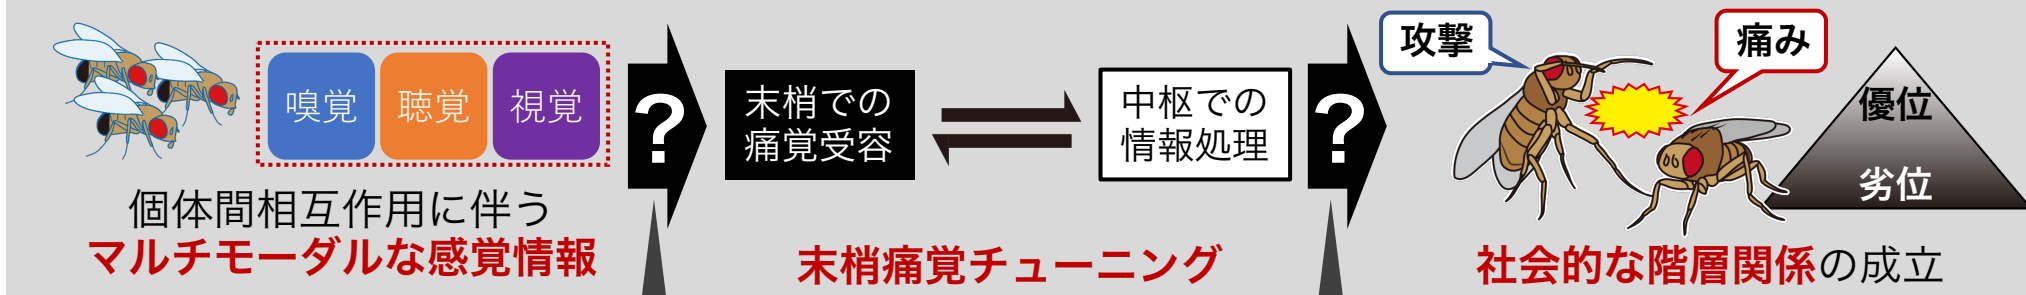 嗅覚
聴覚
視覚
個体間相互作用に伴う
マルチモーダルな感覚情報
?
末梢での
痛覚受容
中枢での
情報処理
末梢痛覚チューニング
?
攻撃
痛み
優位
劣位
社会的な階層関係の成立